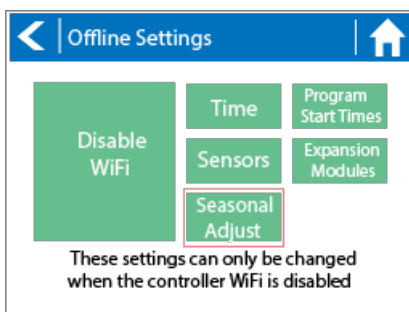 Offline Settings
Disable
WiFi
Time
Program
Start Times
Sensors
Expansion
Modules
Seasonal
Adjust
These settings can only be changed
when the controller WiFi is disabled